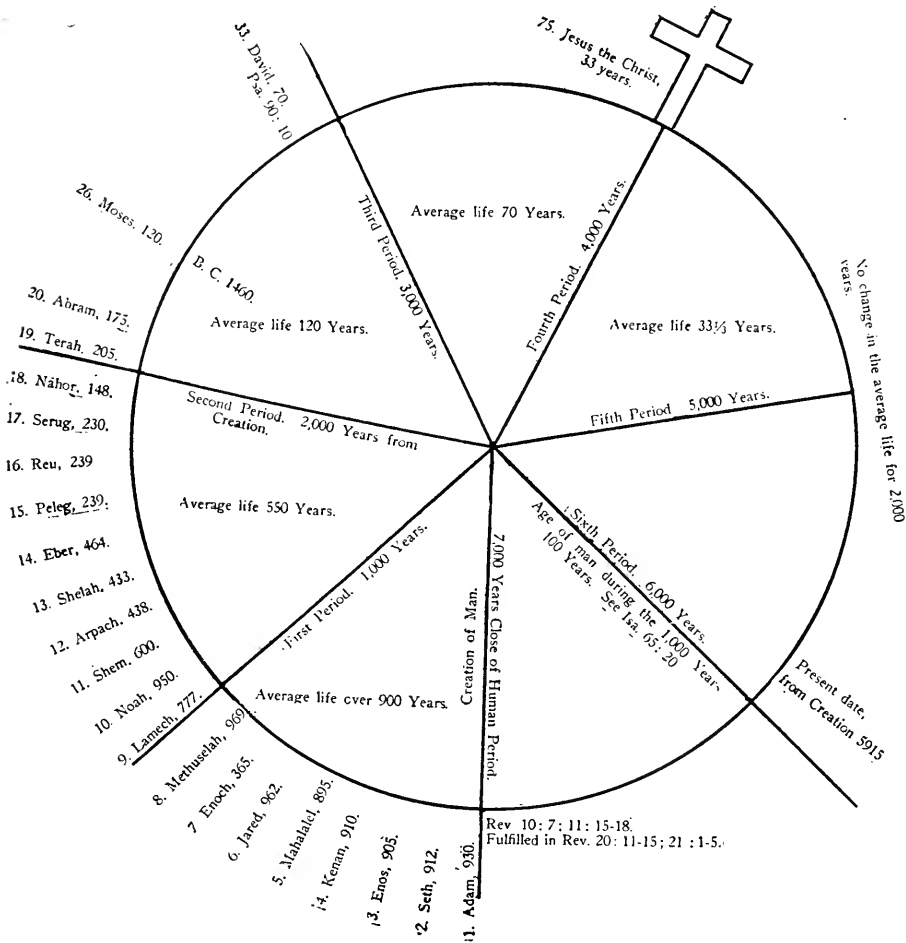 75. Jesus the Christ,
33 years.
33. David. 70.
Psa. 90: 10
26. Moses. 120.
B. C. 1460.
20. Abram, 175.
19. Terah. 205.
18. Nahor, 148.
17. Serug, 230.
16. Reu, 239
15. Peleg, 239.
14. Eber, 464.
13. Shelah, 433.
12. Arpach, 438.
11. Shem, 600.
10. Noah, 950.
9. Lamech, 777.
8. Methuselah, 969.
7 Enoch, 365.
6. Jared, 962.
5. Mahalalel, 895.
4. Kenan, 910.
3. Enos, 905.
2. Seth, 912.
1. Adam, 930.
Creation of Man.
Average life over 900 Years.
First Period. 1,000 Years.
Average life 550 Years.
Second Period. 2,000 Years from
Creation.
Average life 120 Years.
Third Period. 3,000 Years.
Average life 70 Years.
Fourth Period. 4,000 Years.
Average life 33⅓ Years.
No change in the average life for 2,000
years.
Fifth Period 5,000 Years.
Sixth Period. 6,000 Years.
Age of man during the 1,000 Years
100 Years. See Isa. 65: 20
Present date,
from Creation 5915
7,000 Years Close of Human Period.
Rev 10: 7; 11: 15-18.
Fulfilled in Rev. 20: 11-15; 21: 1-5.